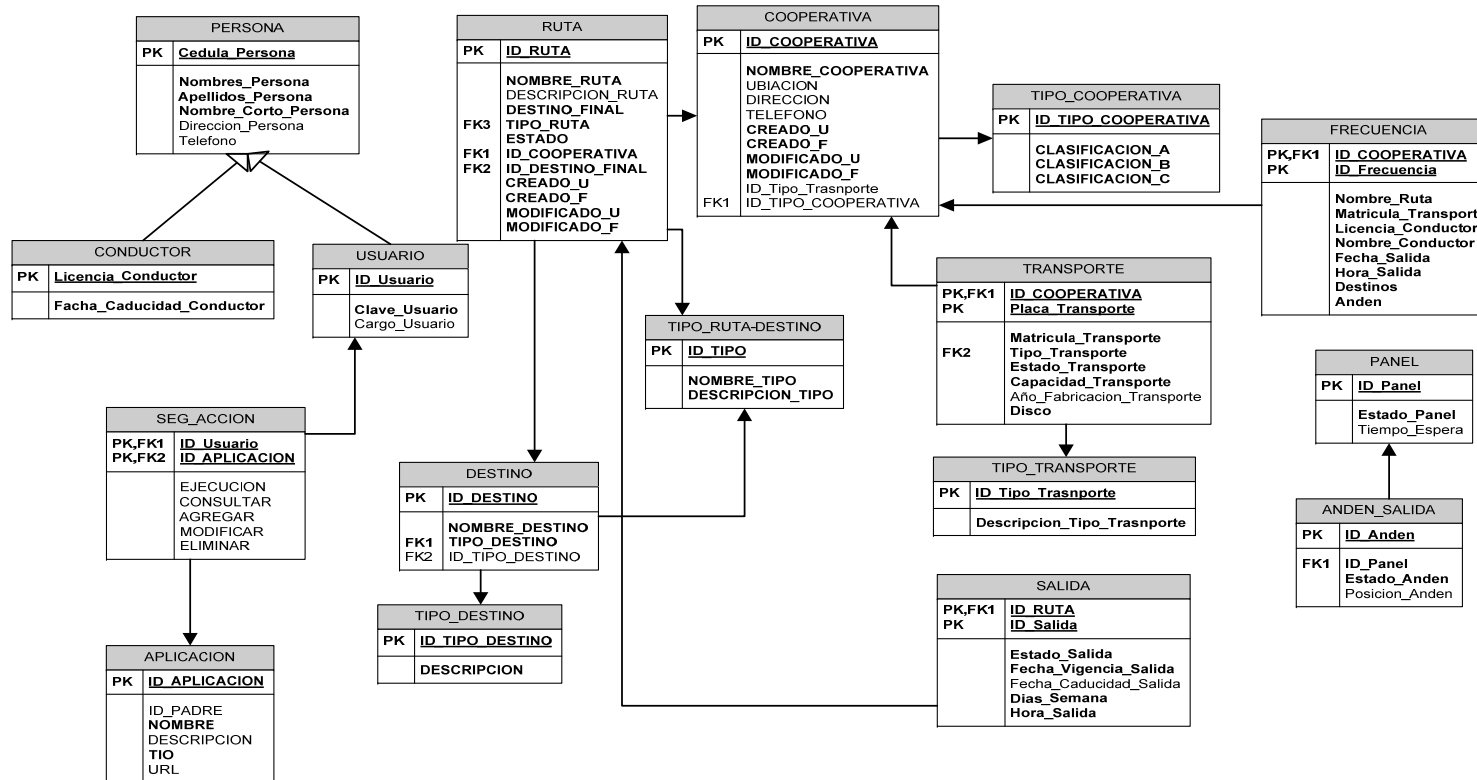 PERSONA
PK Cedula_Persona
Nombres_Persona
Apellidos_Persona
Nombre_Corto_Persona
Direccion_Persona
Telefono
RUTA
PK ID_RUTA
NOMBRE_RUTA
DESCRIPCION_RUTA
DESTINO_FINAL
FK3 TIPO_RUTA
ESTADO
FK1 ID_COOPERATIVA
FK2 ID_DESTINO_FINAL
CREADO_U
CREADO_F
MODIFICADO_U
MODIFICADO_F
COOPERATIVA
PK ID_COOPERATIVA
NOMBRE_COOPERATIVA
UBIACION
DIRECCION
TELEFONO
CREADO_U
CREADO_F
MODIFICADO_U
MODIFICADO_F
ID_Tipo_Trasnporte
FK1 ID_TIPO_COOPERATIVA
TIPO_COOPERATIVA
PK ID_TIPO_COOPERATIVA
CLASIFICACION_A
CLASIFICACION_B
CLASIFICACION_C
FRECUENCIA
PK,FK1 ID_COOPERATIVA
PK ID_Frecuencia
Nombre_Ruta
Matricula_Transport
Licencia_Conductor
Nombre_Conductor
Fecha_Salida
Hora_Salida
Destinos
Anden
CONDUCTOR
PK Licencia_Conductor
Facha_Caducidad_Conductor
USUARIO
PK ID_Usuario
Clave_Usuario
Cargo_Usuario
TIPO_RUTA-DESTINO
PK ID_TIPO
NOMBRE_TIPO
DESCRIPCION_TIPO
TRANSPORTE
PK,FK1 ID_COOPERATIVA
PK Placa_Transporte
Matricula_Transporte
FK2 Tipo_Transporte
Estado_Transporte
Capacidad_Transporte
Año_Fabricacion_Transporte
Disco
PANEL
PK ID_Panel
Estado_Panel
Tiempo_Espera
SEG_ACCION
PK,FK1 ID_Usuario
PK,FK2 ID_APLICACION
EJECUCION
CONSULTAR
AGREGAR
MODIFICAR
ELIMINAR
DESTINO
PK ID_DESTINO
NOMBRE_DESTINO
FK1 TIPO_DESTINO
FK2 ID_TIPO_DESTINO
TIPO_TRANSPORTE
PK ID_Tipo_Trasnporte
Descripcion_Tipo_Trasnporte
ANDEN_SALIDA
PK ID_Anden
FK1 ID_Panel
Estado_Anden
Posicion_Anden
TIPO_DESTINO
PK ID_TIPO_DESTINO
DESCRIPCION
SALIDA
PK,FK1 ID_RUTA
PK ID_Salida
Estado_Salida
Fecha_Vigencia_Salida
Fecha_Caducidad_Salida
Dias_Semana
Hora_Salida
APLICACION
PK ID_APLICACION
ID_PADRE
NOMBRE
DESCRIPCION
TIO
URL